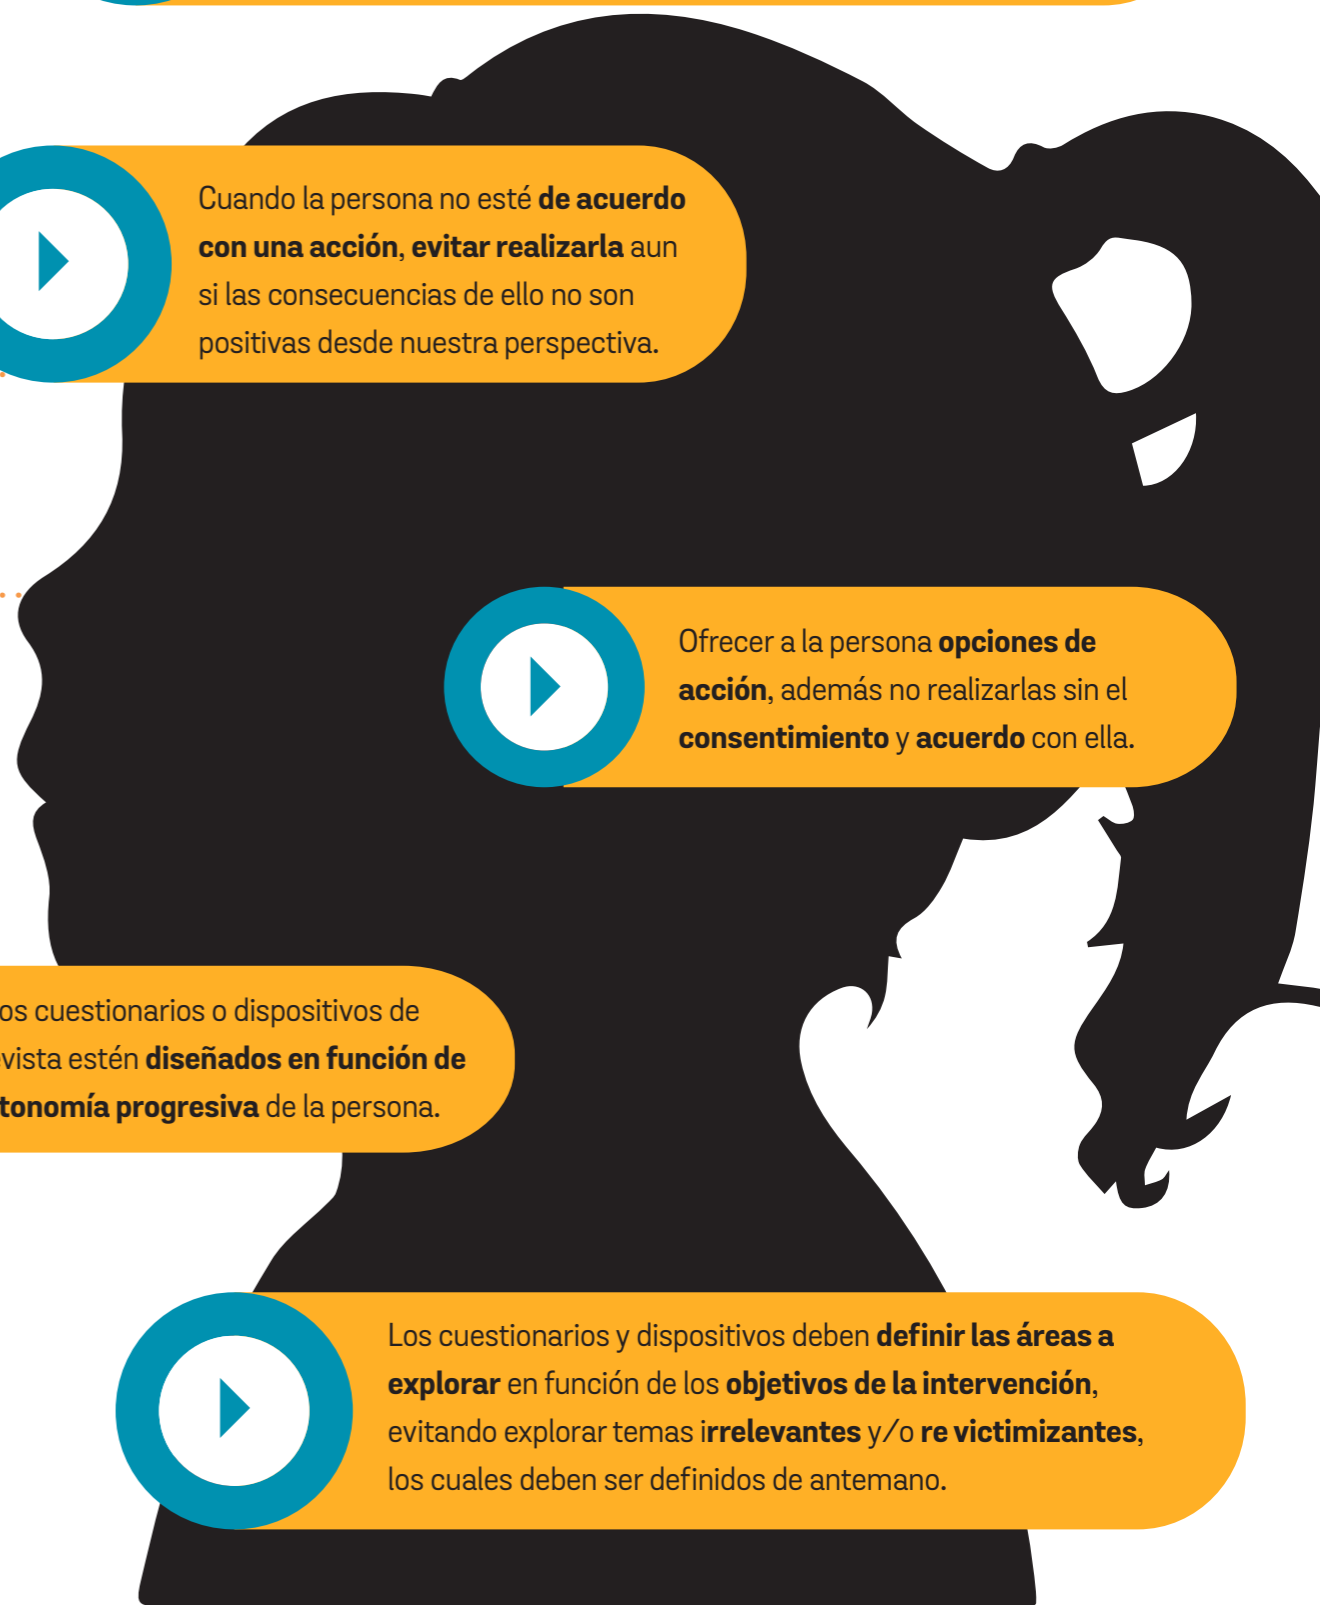 Cuando la persona no esté de acuerdo
con una acción, evitar realizarla aun
si las consecuencias de ello no son
positivas desde nuestra perspectiva.
Ofrecer a la persona opciones de
acción, además no realizarlas sin el
consentimiento y acuerdo con ella.
os cuestionarios o dispositivos de
vista estén diseñados en función de
tonomía progresiva de la persona.
Los cuestionarios y dispositivos deben definir las áreas a
explorar en función de los objetivos de la intervención,
evitando explorar temas irrelevantes y/o re victimizantes,
los cuales deben ser definidos de antemano.